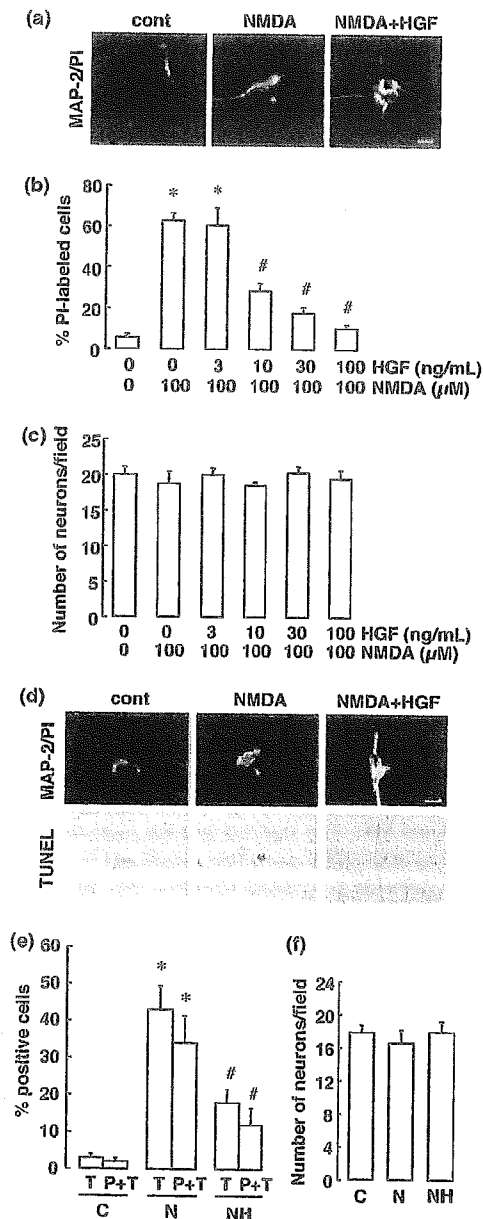 (a)
cont NMDA NMDA+HGF
MAP-2/PI
(b)
% PI-labeled cells
80
60
40
20
0
* * # # #
0 0 3 10 30 100 HGF (ng/mL)
0 100 100 100 100 100 NMDA (μM)
(c)
Number of neurons/field
25
20
15
10
5
0
0 0 3 10 30 100 HGF (ng/mL)
0 100 100 100 100 100 NMDA (μM)
(d)
cont NMDA NMDA+HGF
MAP-2/PI
TUNEL
(e)
% positive cells
60
50
40
30
20
10
0
* * # #
T P+T T P+T T P+T
C N NH
(f)
Number of neurons/field
24
20
16
12
8
4
0
C N NH